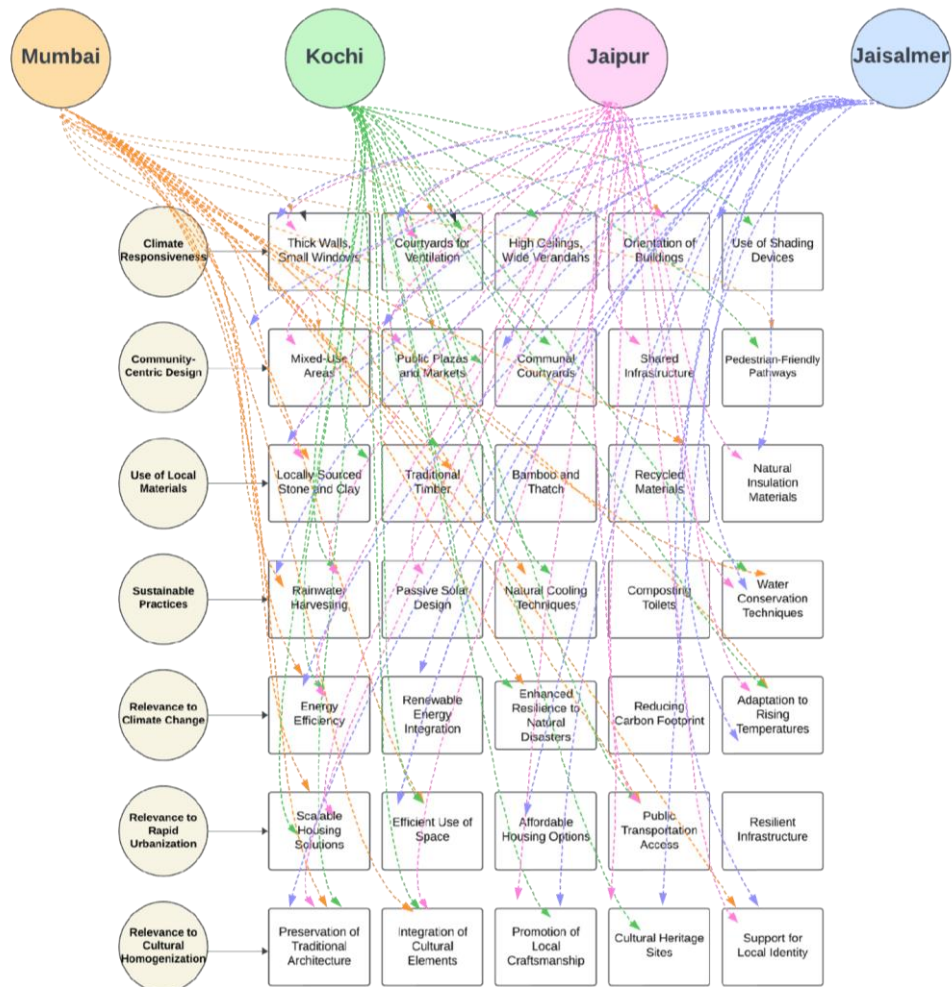 Mumbai
Kochi
Jaipur
Jaisalmer
Climate
Responsiveness
Thick Walls,
Small Windows
Courtyards for
Ventilation
High Ceilings,
Wide Verandahs
Orientation of
Buildings
Use of Shading
Devices
Community-
Centric Design
Mixed-Use
Areas
Public Plazas
and Markets
Communal
Courtyards
Shared
Infrastructure
Pedestrian-Friendly
Pathways
Use of Local
Materials
Locally Sourced
Stone and Clay
Traditional
Timber
Bamboo and
Thatch
Recycled
Materials
Natural
Insulation
Materials
Sustainable
Practices
Rainwater
Harvesting
Passive Solar
Design
Natural Cooling
Techniques
Composting
Toilets
Water
Conservation
Techniques
Relevance to
Climate Change
Energy
Efficiency
Renewable
Energy
Integration
Enhanced
Resilience to
Natural
Disasters
Reducing
Carbon Footprint
Adaptation to
Rising
Temperatures
Relevance to
Rapid
Urbanization
Scalable
Housing
Solutions
Efficient Use of
Space
Affordable
Housing Options
Public
Transportation
Access
Resilient
Infrastructure
Relevance to
Cultural
Homogenization
Preservation of
Traditional
Architecture
Integration of
Cultural
Elements
Promotion of
Local
Craftsmanship
Cultural Heritage
Sites
Support for
Local Identity